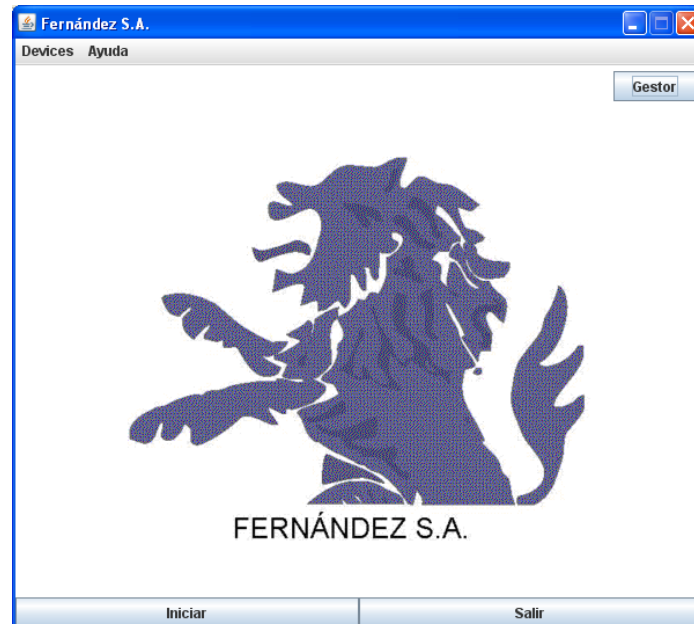 Fernández S.A.
Devices Ayuda
Gestor
FERNÁNDEZ S.A.
Iniciar Salir